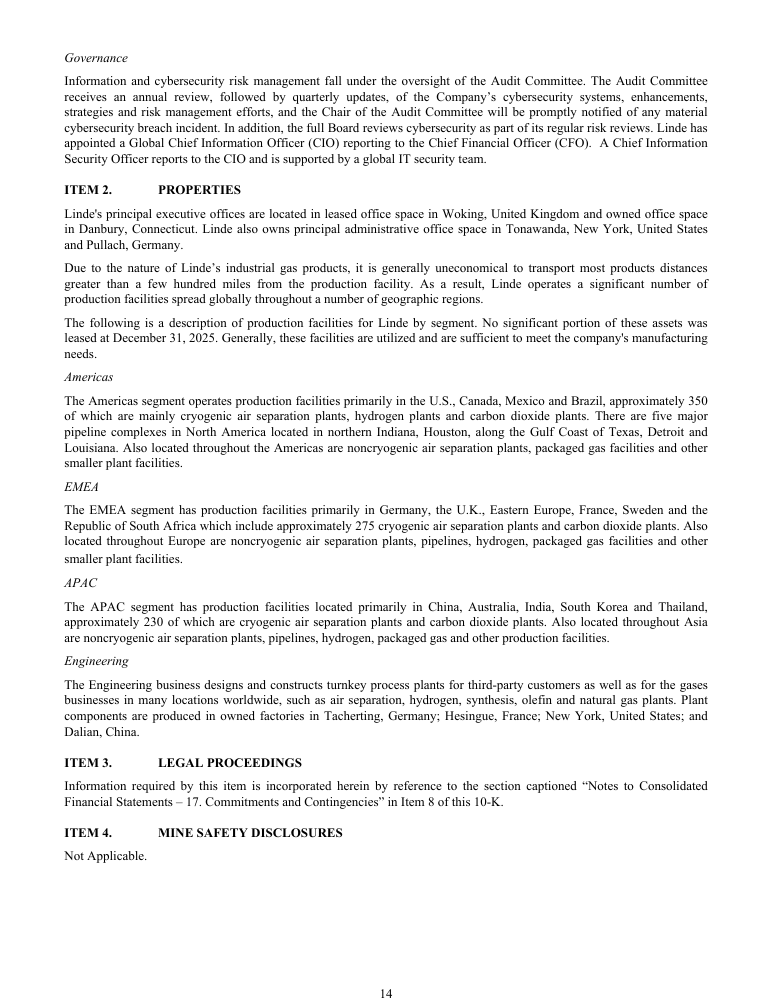 Governance
Information and cybersecurity risk management fall under the oversight of the Audit Committee. The Audit Committee
receives an annual review, followed by quarterly updates, of the Company’s cybersecurity systems, enhancements,
strategies and risk management efforts, and the Chair of the Audit Committee will be promptly notified of any material
cybersecurity breach incident. In addition, the full Board reviews cybersecurity as part of its regular risk reviews. Linde has
appointed a Global Chief Information Officer (CIO) reporting to the Chief Financial Officer (CFO).  A Chief Information
Security Officer reports to the CIO and is supported by a global IT security team.
ITEM 2. PROPERTIES
Linde's principal executive offices are located in leased office space in Woking, United Kingdom and owned office space
in Danbury, Connecticut. Linde also owns principal administrative office space in Tonawanda, New York, United States
and Pullach, Germany.
Due to the nature of Linde’s industrial gas products, it is generally uneconomical to transport most products distances
greater than a few hundred miles from the production facility. As a result, Linde operates a significant number of
production facilities spread globally throughout a number of geographic regions.
The following is a description of production facilities for Linde by segment. No significant portion of these assets was
leased at December 31, 2025. Generally, these facilities are utilized and are sufficient to meet the company's manufacturing
needs.
Americas
The Americas segment operates production facilities primarily in the U.S., Canada, Mexico and Brazil, approximately 350
of which are mainly cryogenic air separation plants, hydrogen plants and carbon dioxide plants. There are five major
pipeline complexes in North America located in northern Indiana, Houston, along the Gulf Coast of Texas, Detroit and
Louisiana. Also located throughout the Americas are noncryogenic air separation plants, packaged gas facilities and other
smaller plant facilities.
EMEA
The EMEA segment has production facilities primarily in Germany, the U.K., Eastern Europe, France, Sweden and the
Republic of South Africa which include approximately 275 cryogenic air separation plants and carbon dioxide plants. Also
located throughout Europe are noncryogenic air separation plants, pipelines, hydrogen, packaged gas facilities and other
smaller plant facilities.
APAC
The APAC segment has production facilities located primarily in China, Australia, India, South Korea and Thailand,
approximately 230 of which are cryogenic air separation plants and carbon dioxide plants. Also located throughout Asia
are noncryogenic air separation plants, pipelines, hydrogen, packaged gas and other production facilities.
Engineering
The Engineering business designs and constructs turnkey process plants for third-party customers as well as for the gases
businesses in many locations worldwide, such as air separation, hydrogen, synthesis, olefin and natural gas plants. Plant
components are produced in owned factories in Tacherting, Germany; Hesingue, France; New York, United States; and
Dalian, China.
ITEM 3. LEGAL PROCEEDINGS
Information required by this item is incorporated herein by reference to the section captioned “Notes to Consolidated
Financial Statements – 17. Commitments and Contingencies” in Item 8 of this 10-K.
ITEM 4. MINE SAFETY DISCLOSURES
Not Applicable.
14